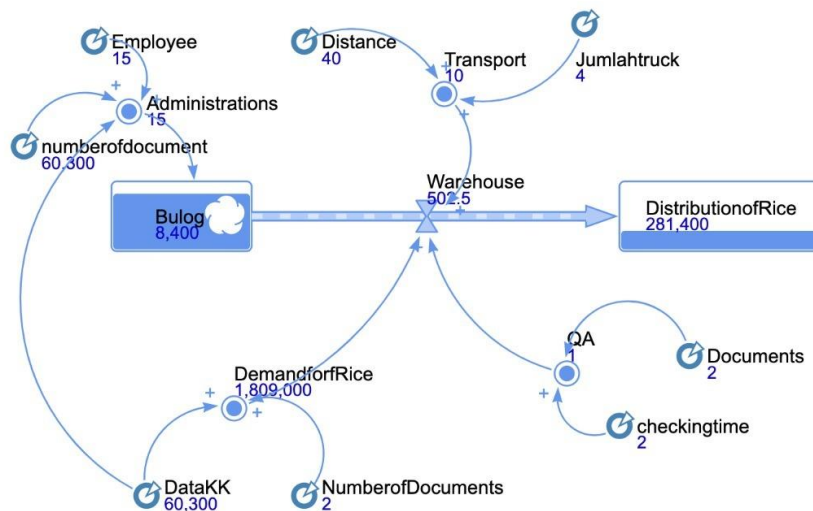 Employee
15
Distance
40
Transport
10
Jumlahtruck
4
Administrations
15
numberofdocument
60,300
Warehouse
502.5
Bulog
8,400
DistributionofRice
281,400
QA
1
Documents
2
DemandforfRice
1,809,000
checkingtime
2
DataKK
60,300
NumberofDocuments
2